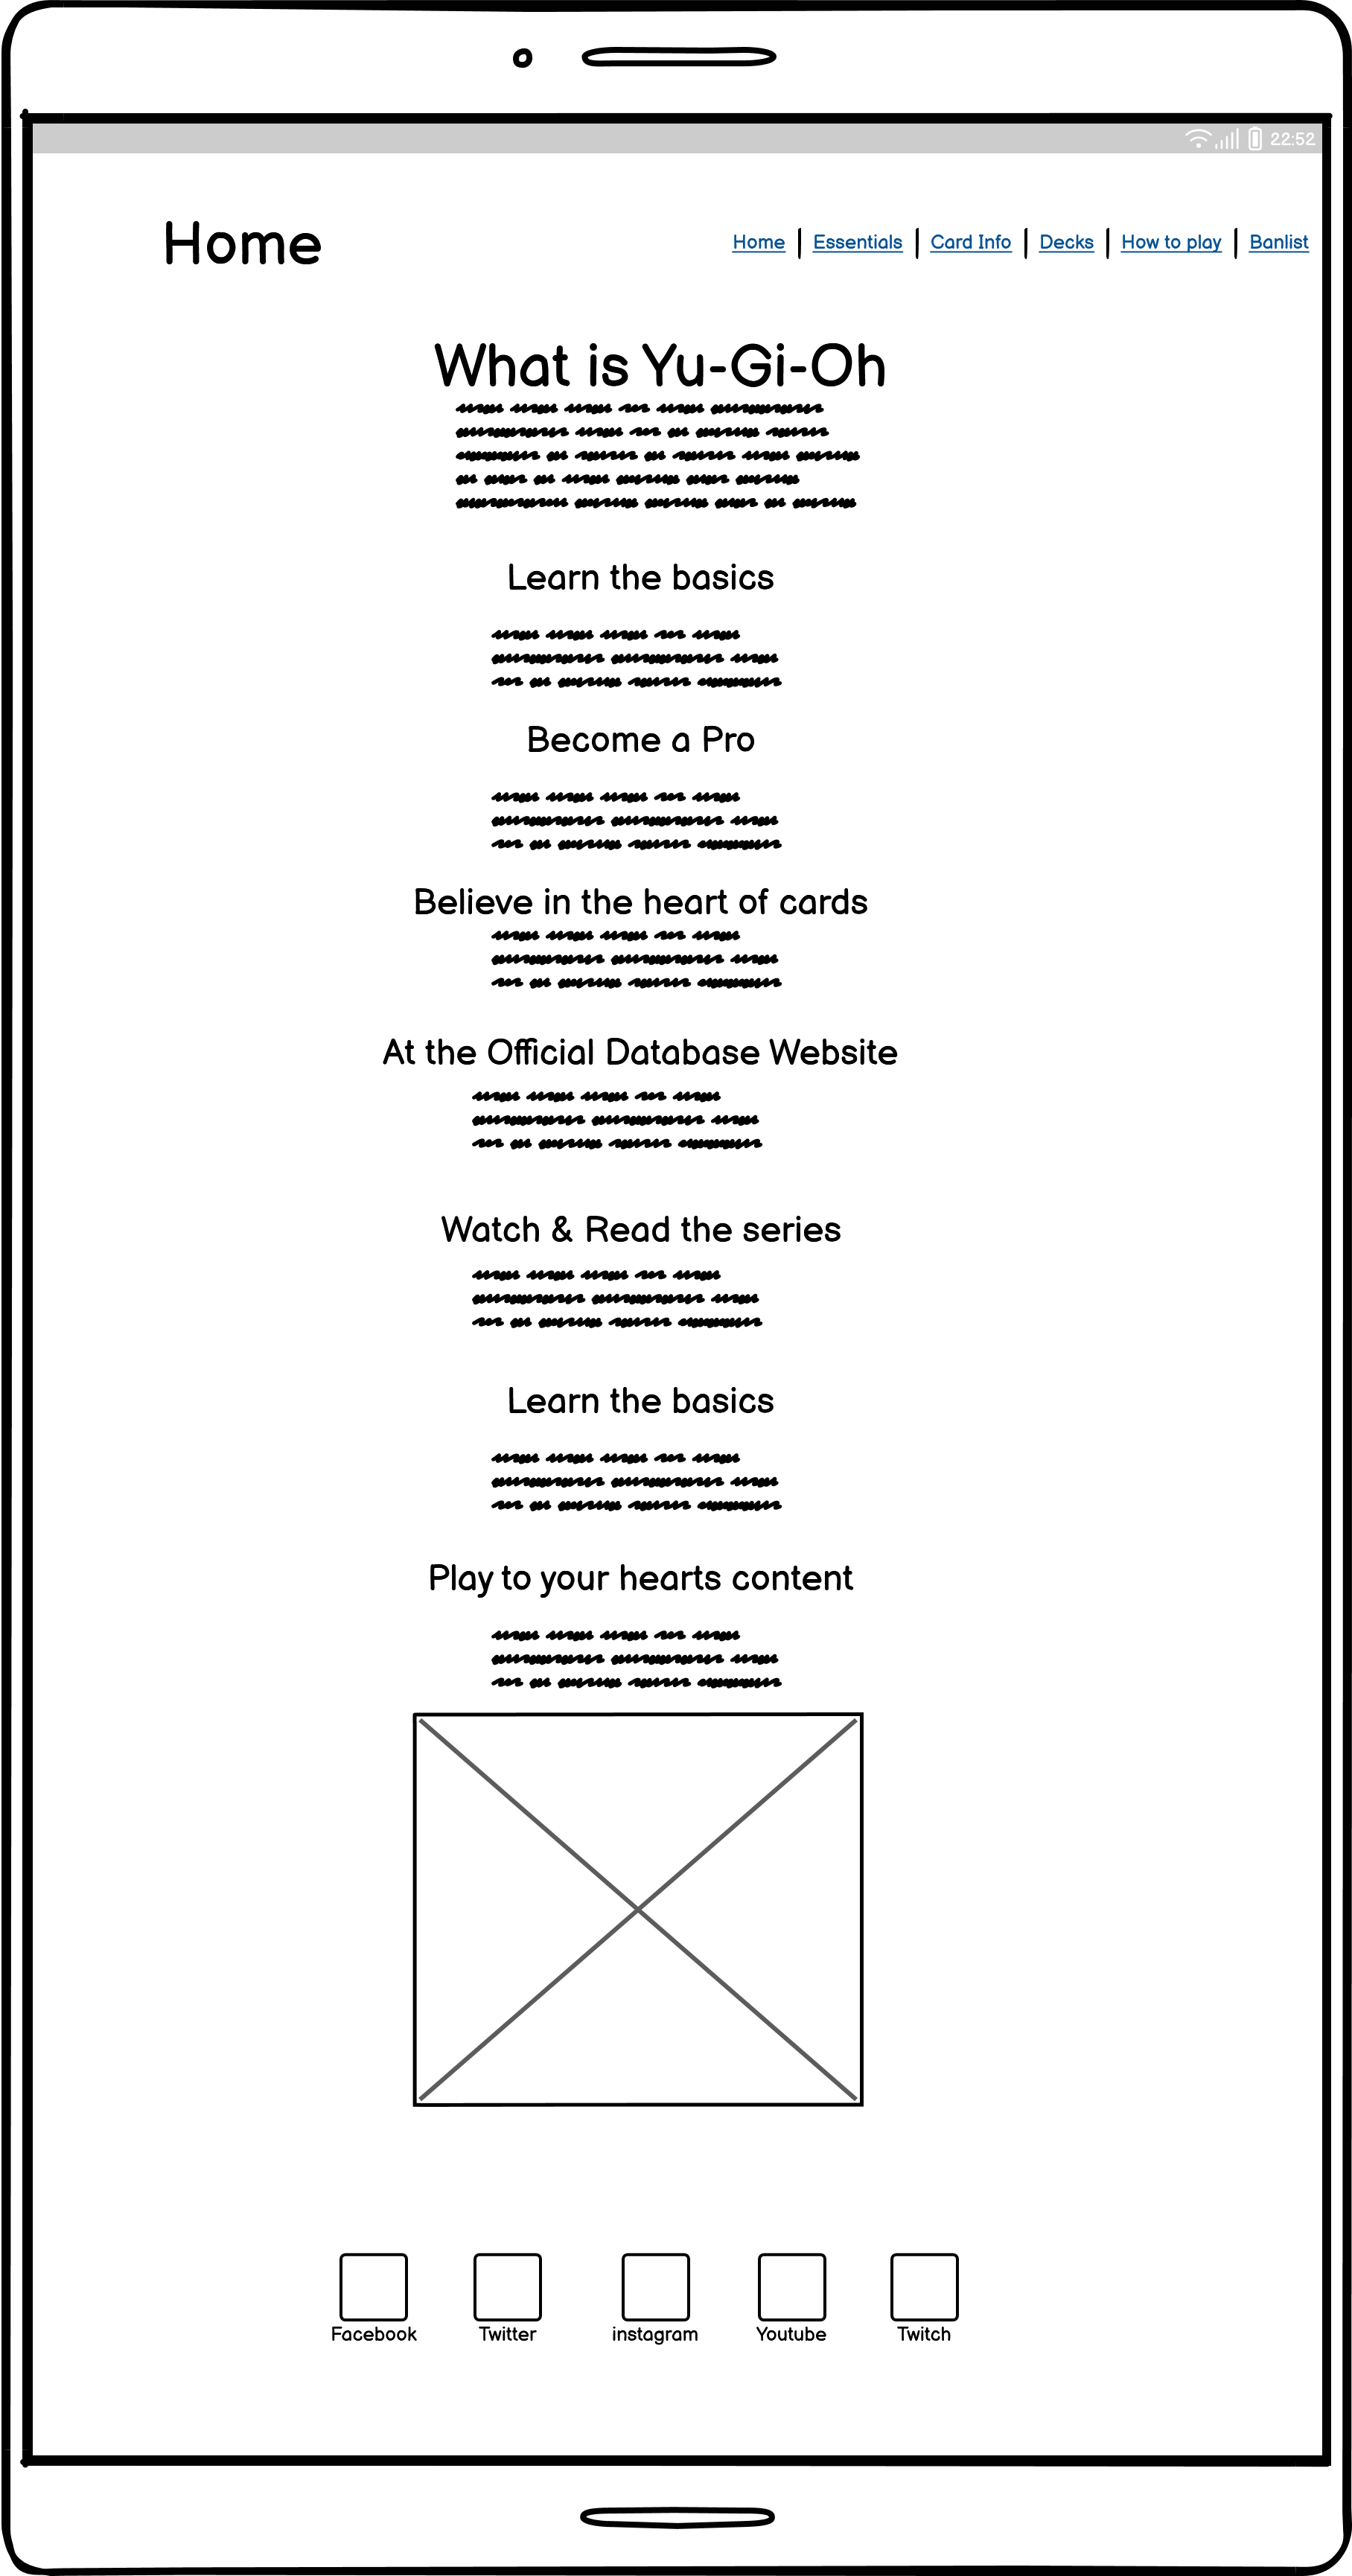 22:52
Home
Home | Essentials | Card Info | Decks | How to play | Banlist
What is Yu-Gi-Oh
Learn the basics
Become a Pro
Believe in the heart of cards
At the Official Database Website
Watch & Read the series
Learn the basics
Play to your hearts content
Facebook Twitter instagram Youtube Twitch